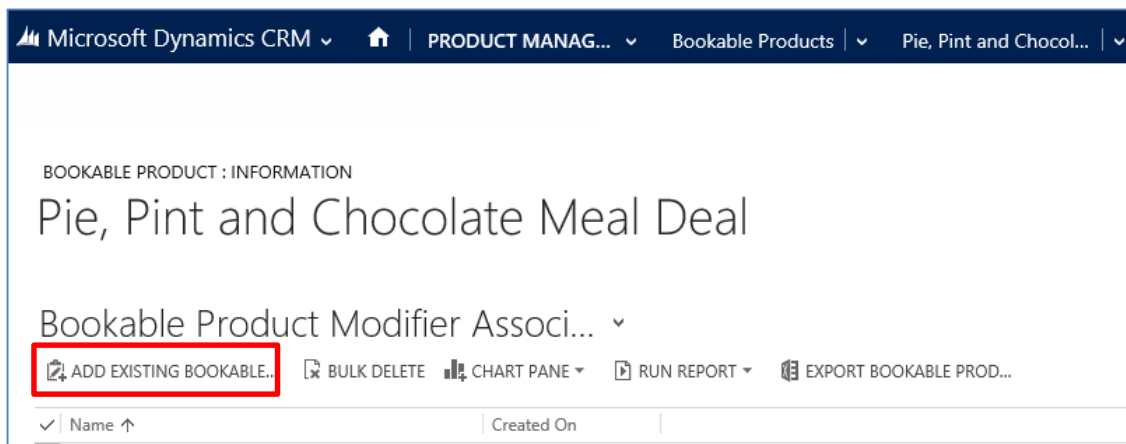 Microsoft Dynamics CRM PRODUCT MANAG... Bookable Products Pie, Pint and Chocol...
BOOKABLE PRODUCT : INFORMATION
Pie, Pint and Chocolate Meal Deal
Bookable Product Modifier Associ...
ADD EXISTING BOOKABLE... BULK DELETE CHART PANE RUN REPORT EXPORT BOOKABLE PROD...
Name Created On